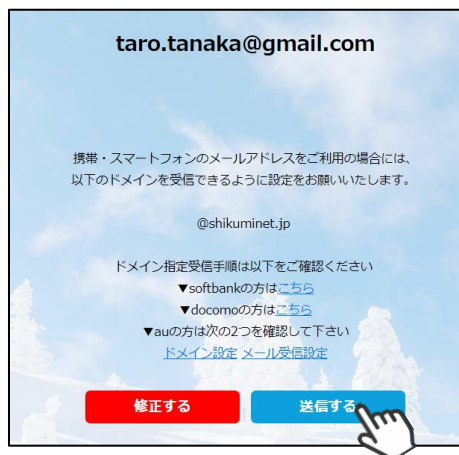 taro.tanaka@gmail.com
携帯・スマートフォンのメールアドレスをご利用の場合には、
以下のドメインを受信できるように設定をお願いいたします。
@shikuminet.jp
ドメイン指定受信手順は以下をご確認ください
▼softbankの方はこちら
▼docomoの方はこちら
▼auの方は次の2つを確認して下さい
ドメイン設定 メール受信設定
修正する 送信する